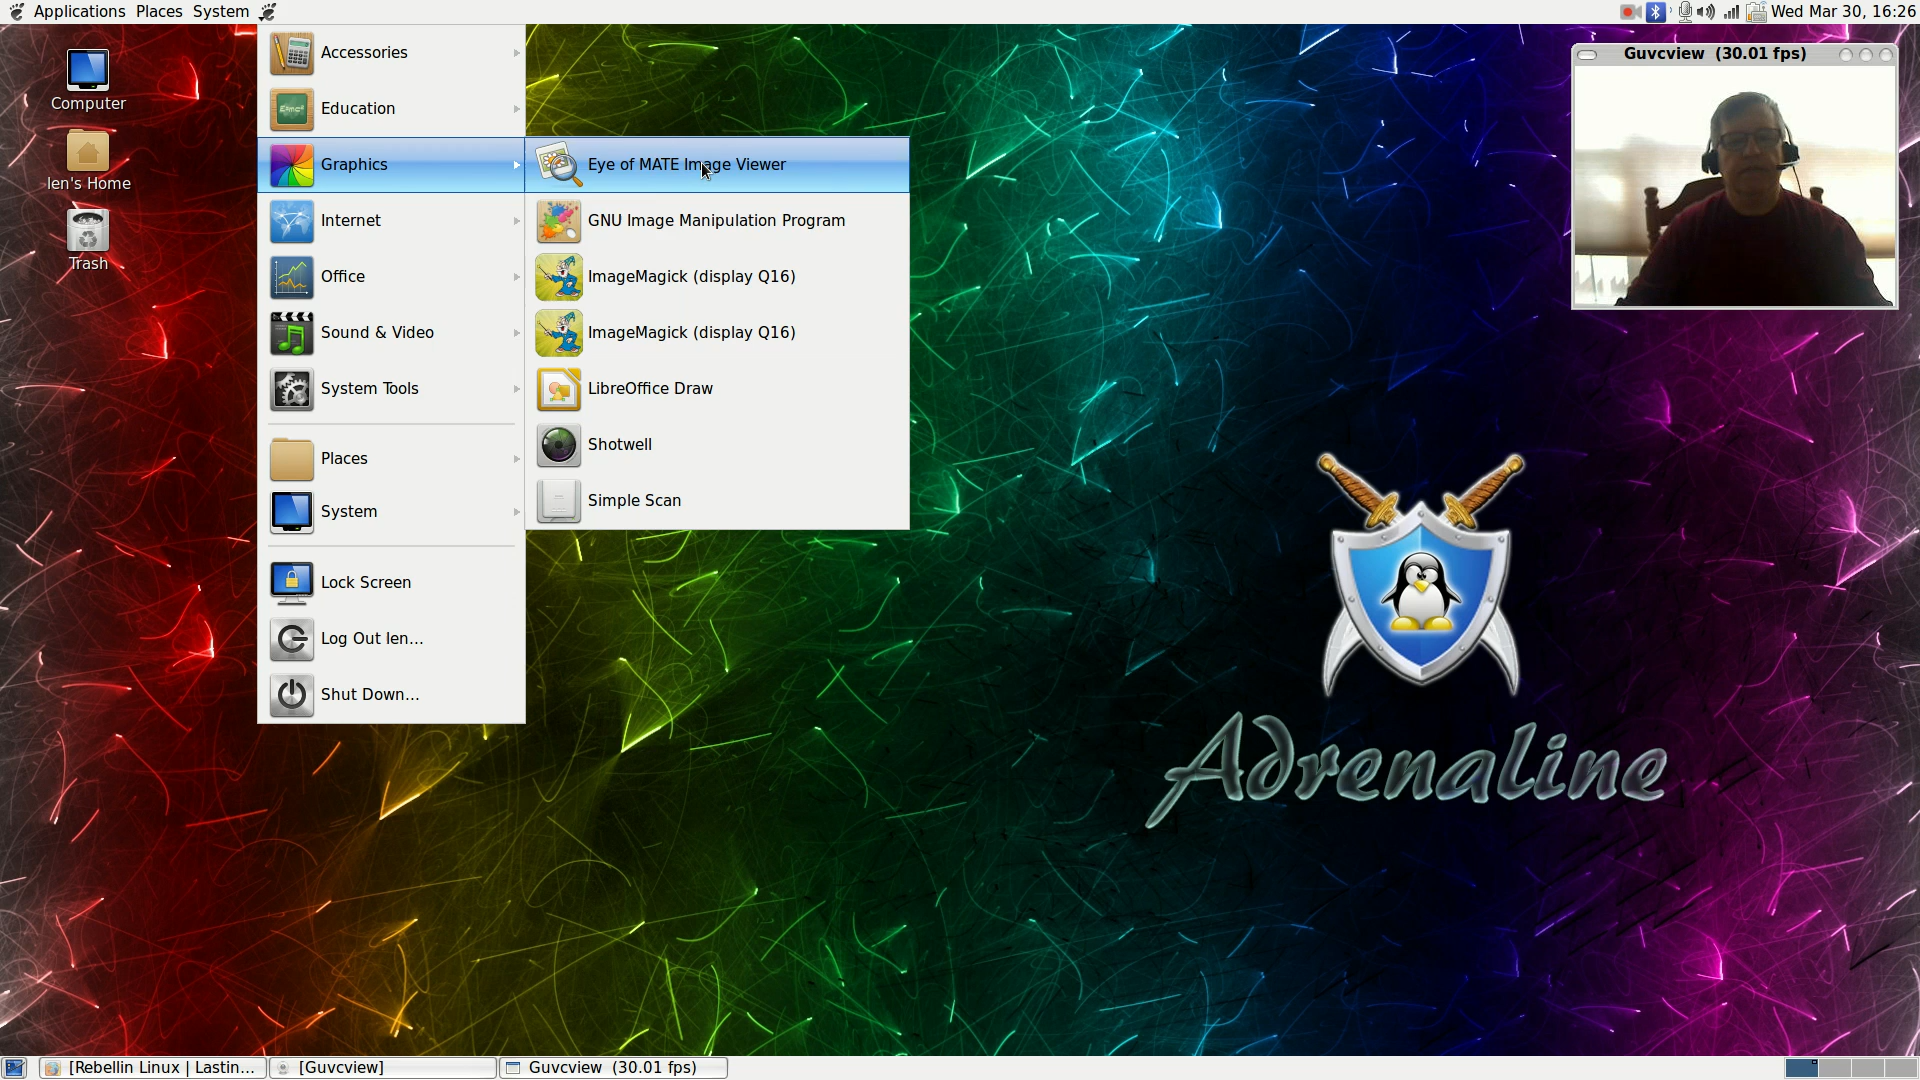 Applications Places System
Wed Mar 30, 16:26
Computer
len's Home
Trash
Accessories
Education
Graphics
Internet
Office
Sound & Video
System Tools
Places
System
Lock Screen
Log Out len...
Shut Down...
Eye of MATE Image Viewer
GNU Image Manipulation Program
ImageMagick (display Q16)
ImageMagick (display Q16)
LibreOffice Draw
Shotwell
Simple Scan
Guvcview (30.01 fps)
Adrenaline
[Rebellin Linux | Lastin...
[Guvcview]
Guvcview (30.01 fps)